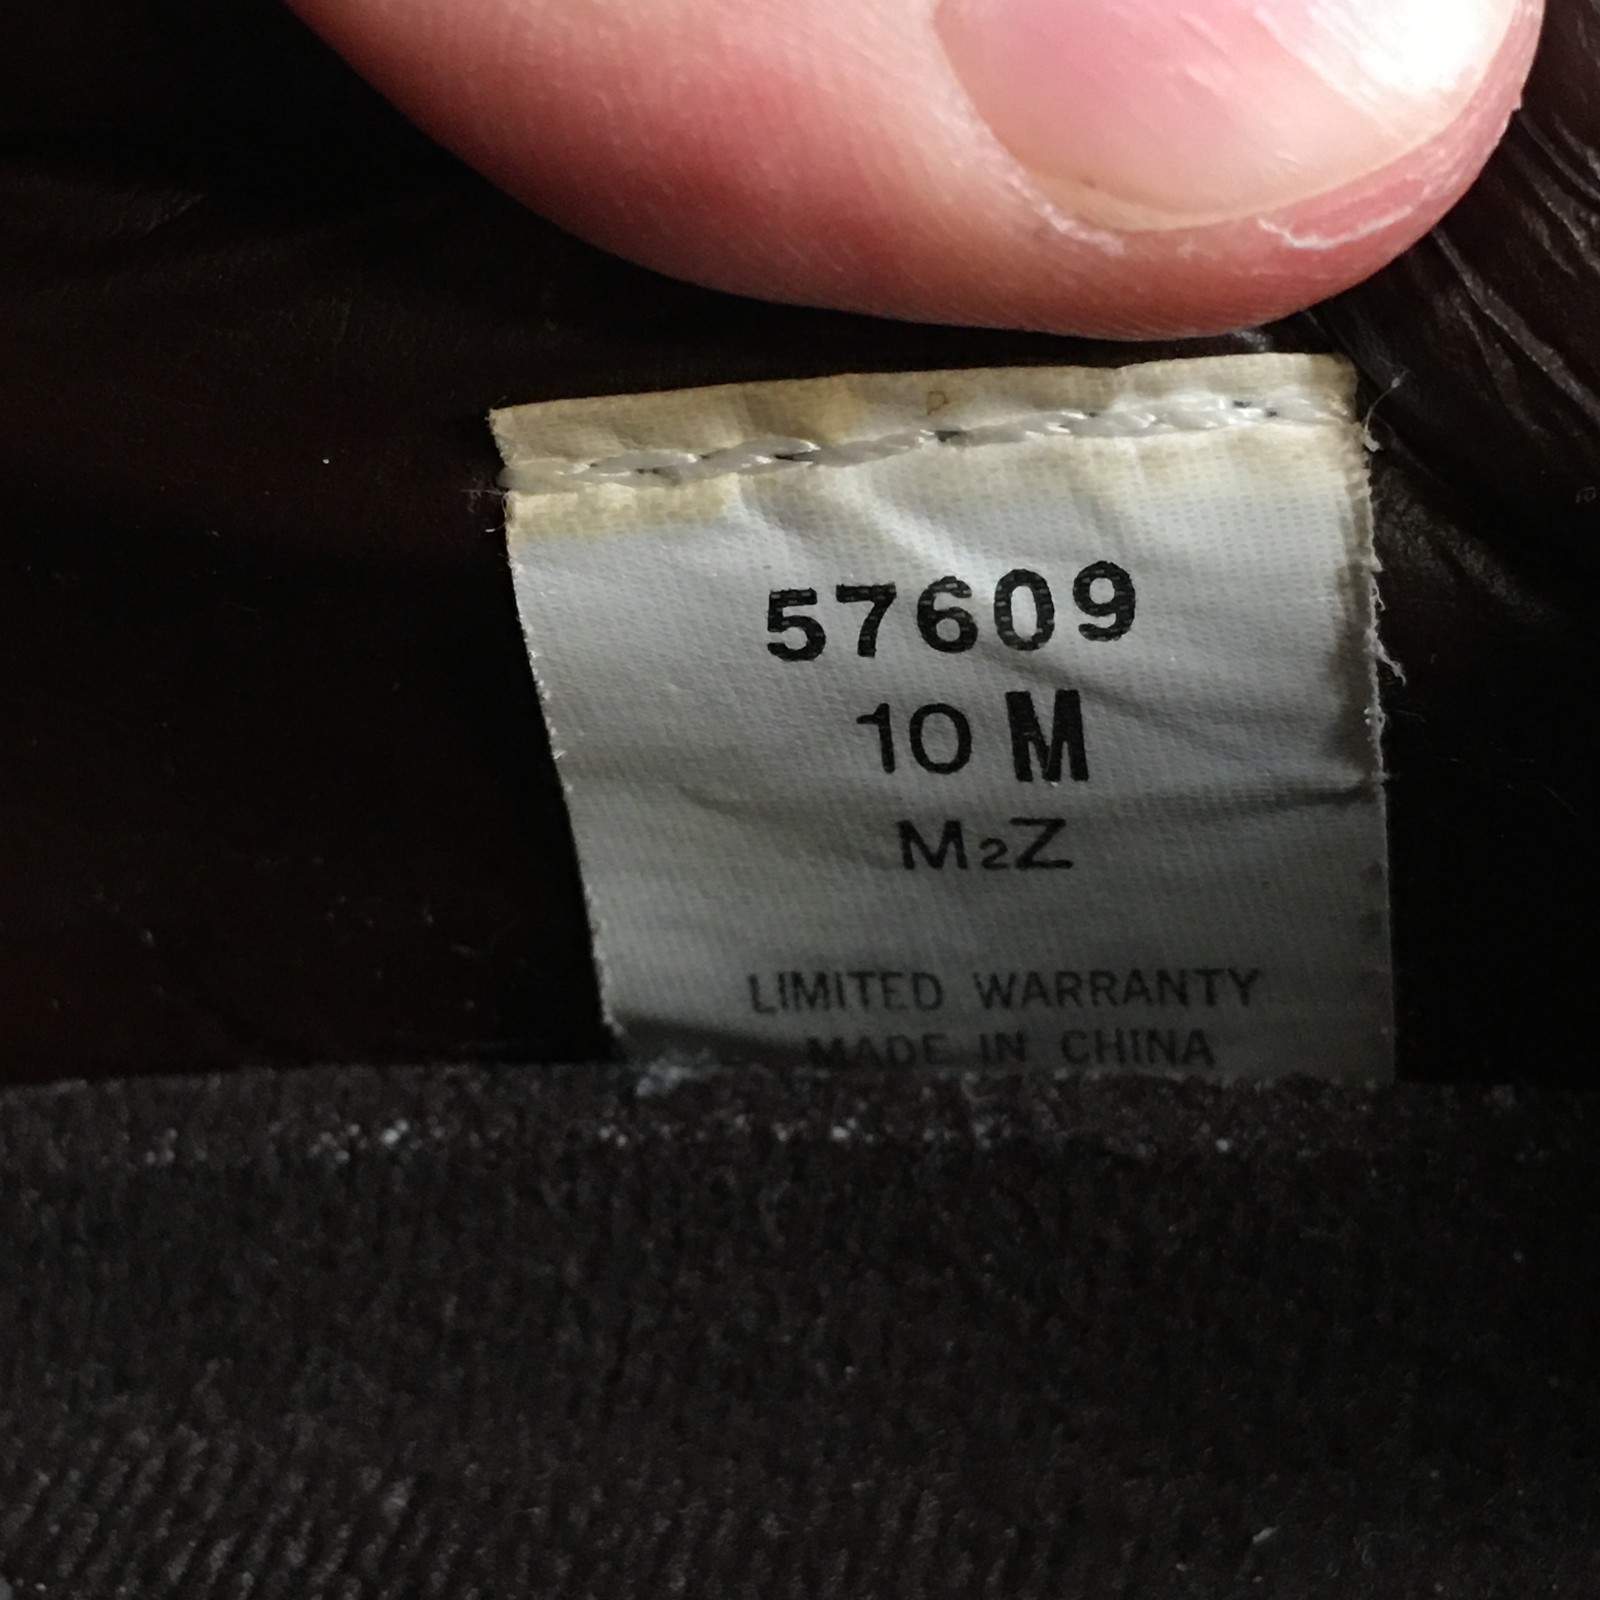 57609
10 M
M2Z
LIMITED WARRANTY
MADE IN CHINA